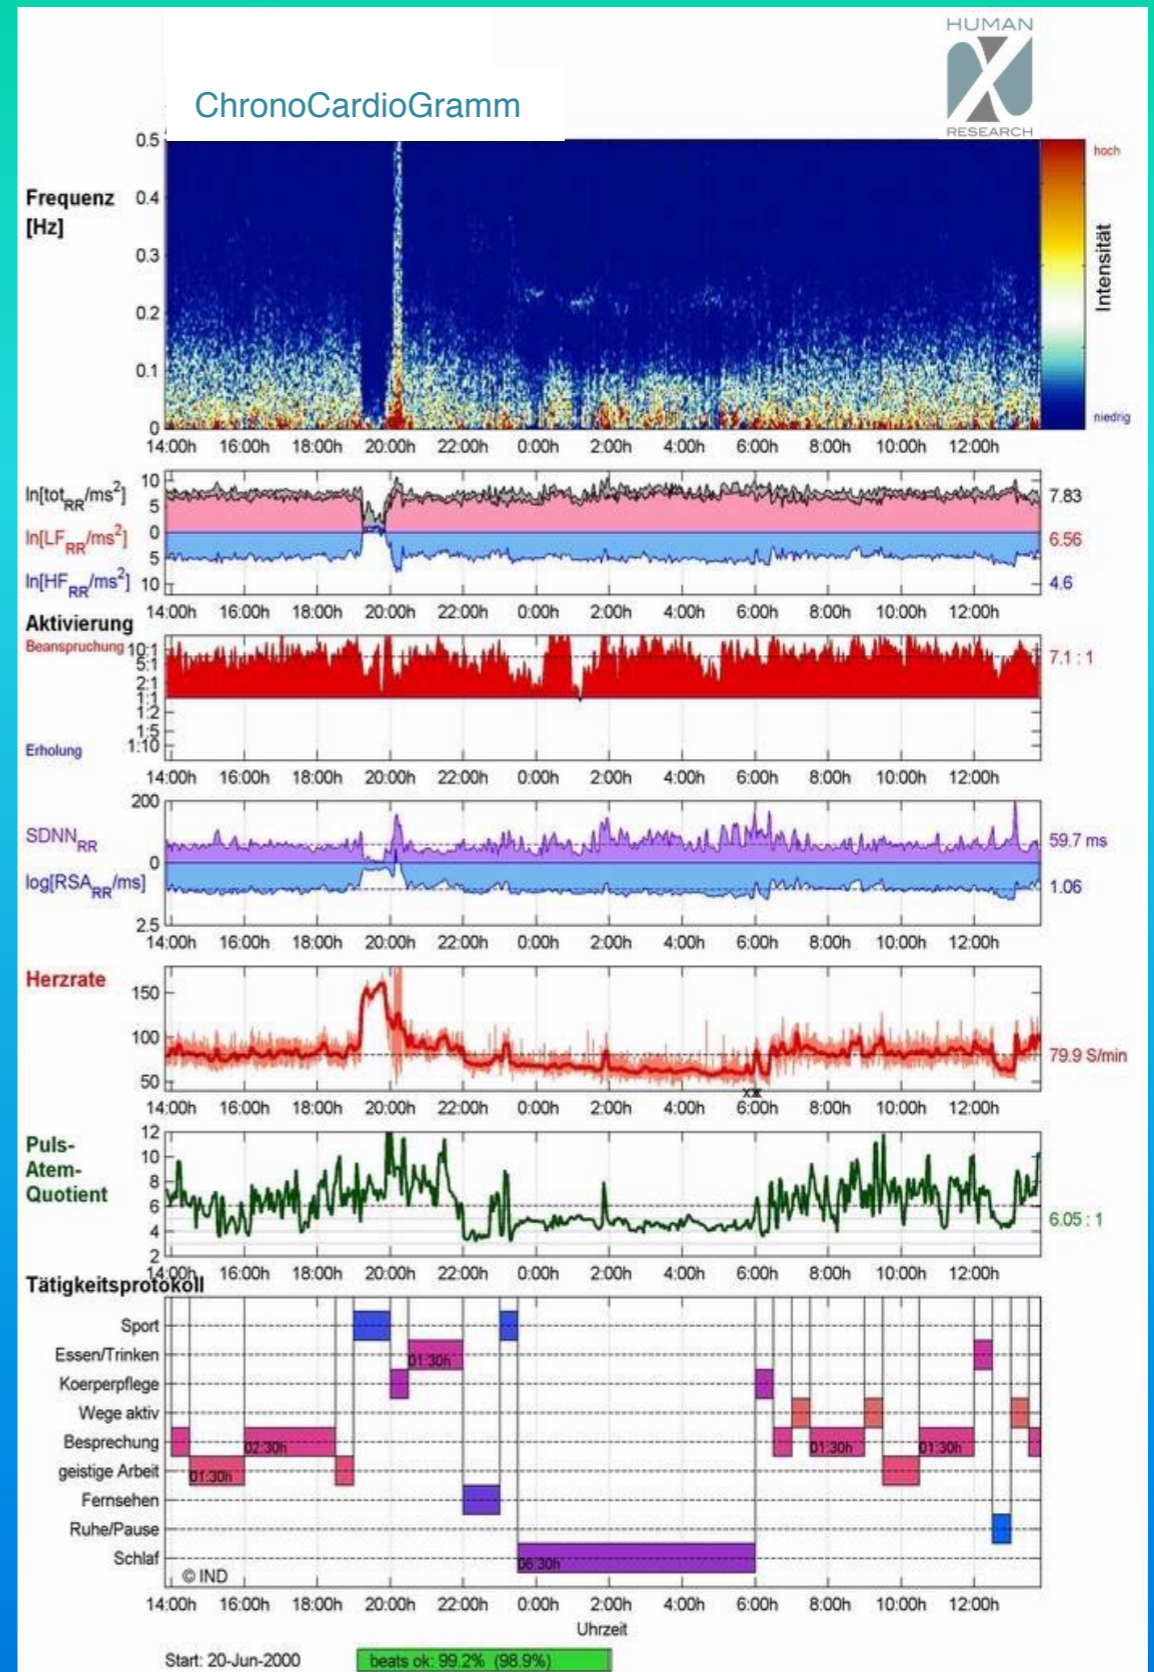 HUMAN
RESEARCH
ChronoCardioGramm
Frequenz
[Hz]
0.5
0.4
0.3
0.2
0.1
0
hoch
Intensität
niedrig
14:00h 16:00h 18:00h 20:00h 22:00h 0:00h 2:00h 4:00h 6:00h 8:00h 10:00h 12:00h
ln[tot RR/ms²]
ln[LF RR/ms²]
ln[HF RR/ms²]
10
5
0
5
10
7.83
6.56
4.6
14:00h 16:00h 18:00h 20:00h 22:00h 0:00h 2:00h 4:00h 6:00h 8:00h 10:00h 12:00h
Aktivierung
Beanspruchung
10:1
5:1
2:1
1:1
1:2
1:5
1:10
Erholung
7.1 : 1
14:00h 16:00h 18:00h 20:00h 22:00h 0:00h 2:00h 4:00h 6:00h 8:00h 10:00h 12:00h
200
SDNN RR
0
log[RSA RR/ms]
2.5
59.7 ms
1.06
14:00h 16:00h 18:00h 20:00h 22:00h 0:00h 2:00h 4:00h 6:00h 8:00h 10:00h 12:00h
Herzrate
150
100
50
79.9 S/min
14:00h 16:00h 18:00h 20:00h 22:00h 0:00h 2:00h 4:00h 6:00h 8:00h 10:00h 12:00h
Puls-
Atem-
Quotient
12
10
8
6
4
2
6.05 : 1
14:00h 16:00h 18:00h 20:00h 22:00h 0:00h 2:00h 4:00h 6:00h 8:00h 10:00h 12:00h
Tätigkeitsprotokoll
Sport
Essen/Trinken 01:30h
Koerperpflege
Wege aktiv
Besprechung 02:30h 01:30h 01:30h
geistige Arbeit 01:30h
Fernsehen
Ruhe/Pause
Schlaf 06:30h
© IND
14:00h 16:00h 18:00h 20:00h 22:00h 0:00h 2:00h 4:00h 6:00h 8:00h 10:00h 12:00h
Uhrzeit
Start: 20-Jun-2000 beats ok: 99.2% (98.9%)